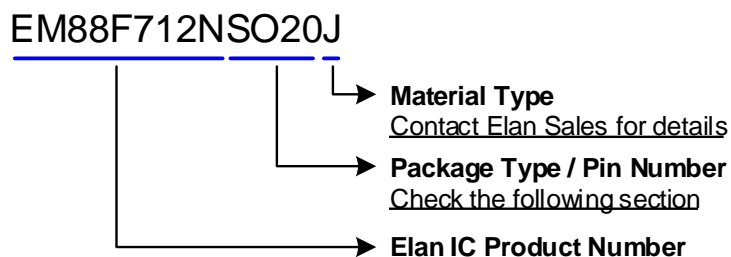 EM88F712NSO20J
Material Type
Contact Elan Sales for details
Package Type / Pin Number
Check the following section
Elan IC Product Number